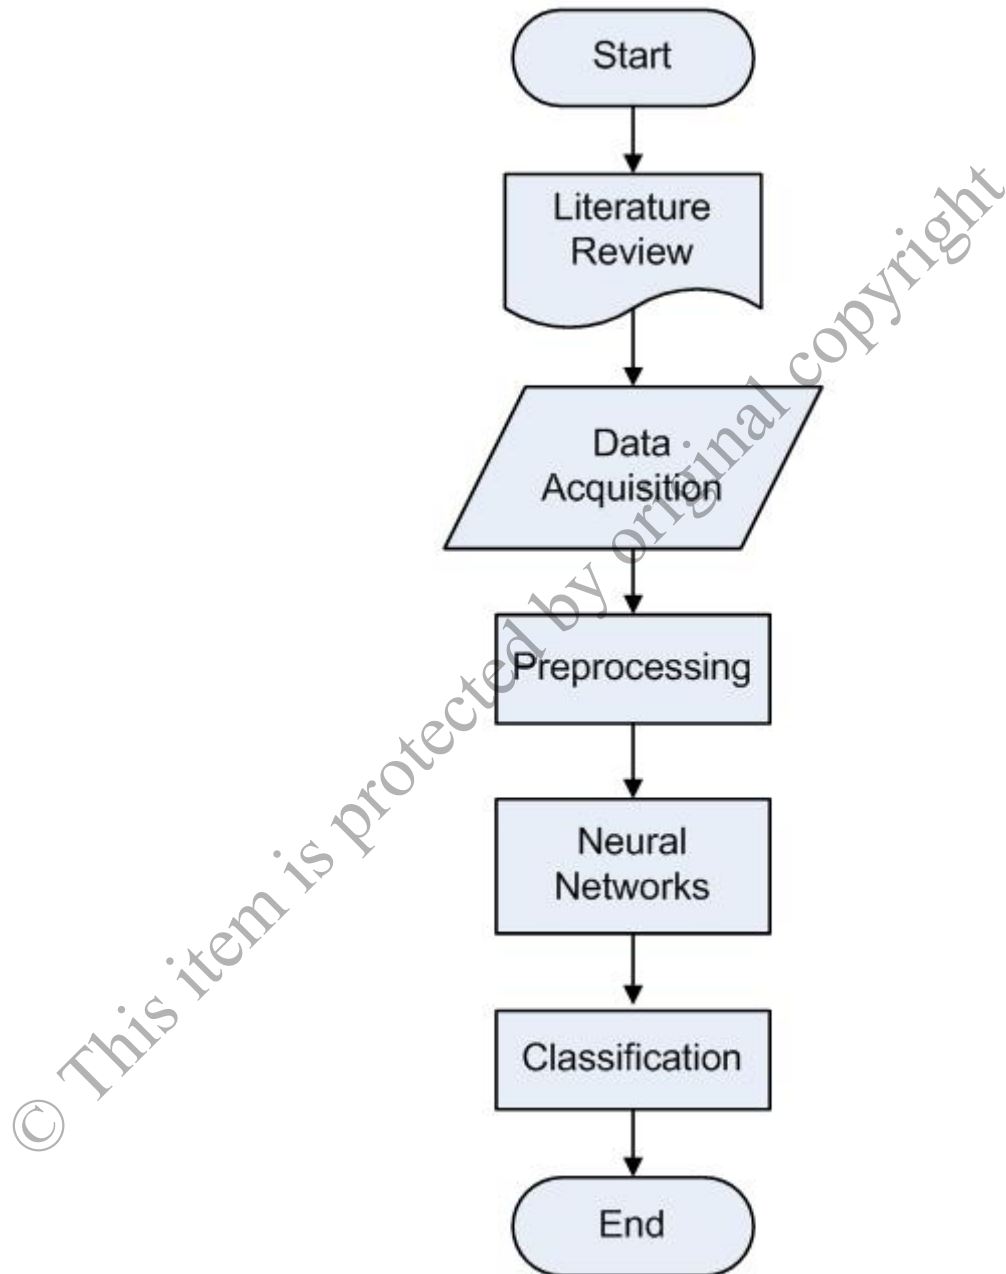 Start
Literature
Review
Data
Acquisition
Preprocessing
Neural
Networks
Classification
End
© This item is protected by original copyright